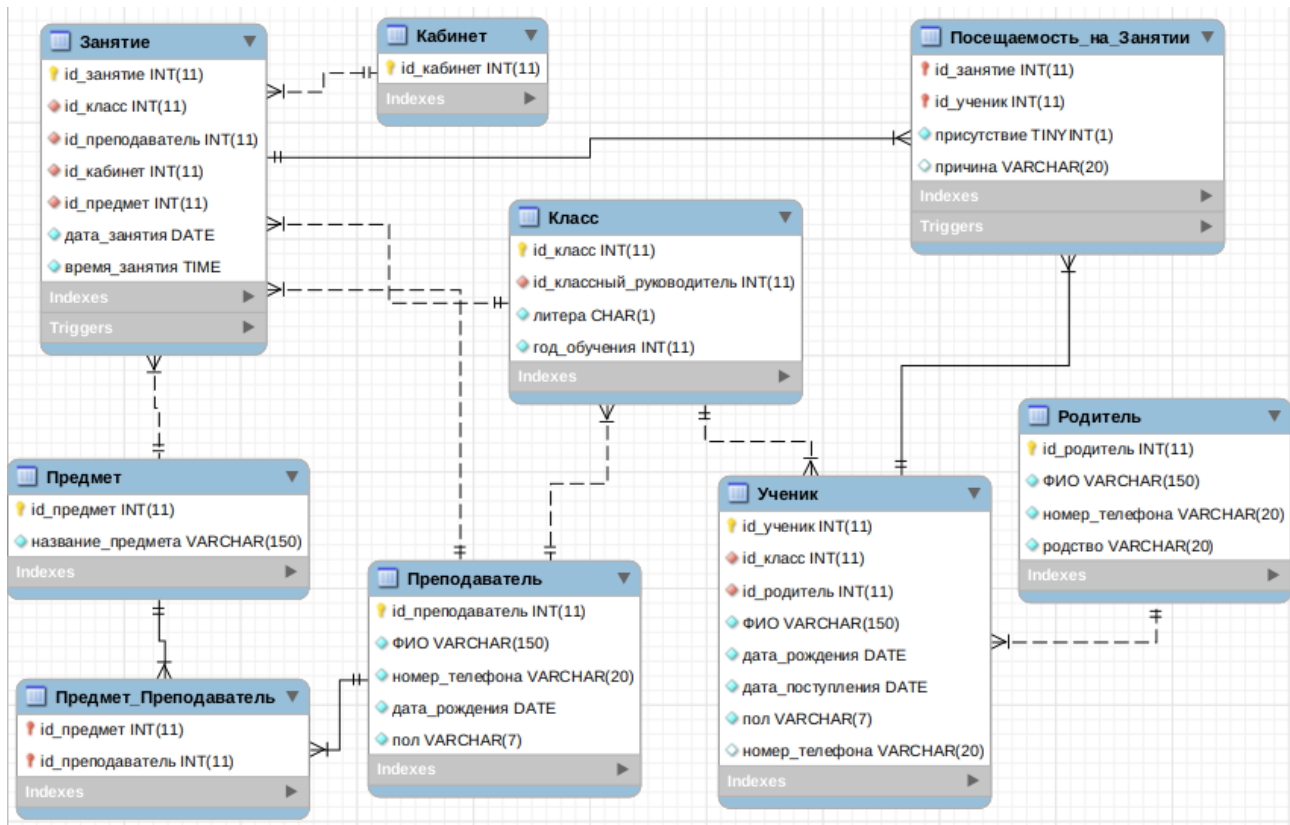 Занятие
id_занятие INT(11)
id_класс INT(11)
id_преподаватель INT(11)
id_кабинет INT(11)
id_предмет INT(11)
дата_занятия DATE
время_занятия TIME
Indexes
Triggers
Кабинет
id_кабинет INT(11)
Indexes
Посещаемость_на_Занятии
id_занятие INT(11)
id_ученик INT(11)
присутствие TINYINT(1)
причина VARCHAR(20)
Indexes
Triggers
Класс
id_класс INT(11)
id_классный_руководитель INT(11)
литера CHAR(1)
год_обучения INT(11)
Indexes
Предмет
id_предмет INT(11)
название_предмета VARCHAR(150)
Indexes
Преподаватель
id_преподаватель INT(11)
ФИО VARCHAR(150)
номер_телефона VARCHAR(20)
дата_рождения DATE
пол VARCHAR(7)
Indexes
Ученик
id_ученик INT(11)
id_класс INT(11)
id_родитель INT(11)
ФИО VARCHAR(150)
дата_рождения DATE
дата_поступления DATE
пол VARCHAR(7)
номер_телефона VARCHAR(20)
Indexes
Родитель
id_родитель INT(11)
ФИО VARCHAR(150)
номер_телефона VARCHAR(20)
родство VARCHAR(20)
Indexes
Предмет_Преподаватель
id_предмет INT(11)
id_преподаватель INT(11)
Indexes